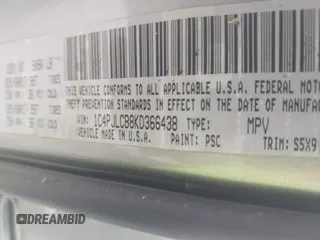 THIS VEHICLE CONFORMS TO ALL APPLICABLE U.S.A. FEDERAL MOTOR
THEFT PREVENTION STANDARDS IN EFFECT ON THE DATE OF MANUFAC
VIN: 1C4PJLCB8KD366438 TYPE: MPV
VEHICLE MADE IN U.S.A. PAINT: PSC TRIM: S5X9
DREAMBID